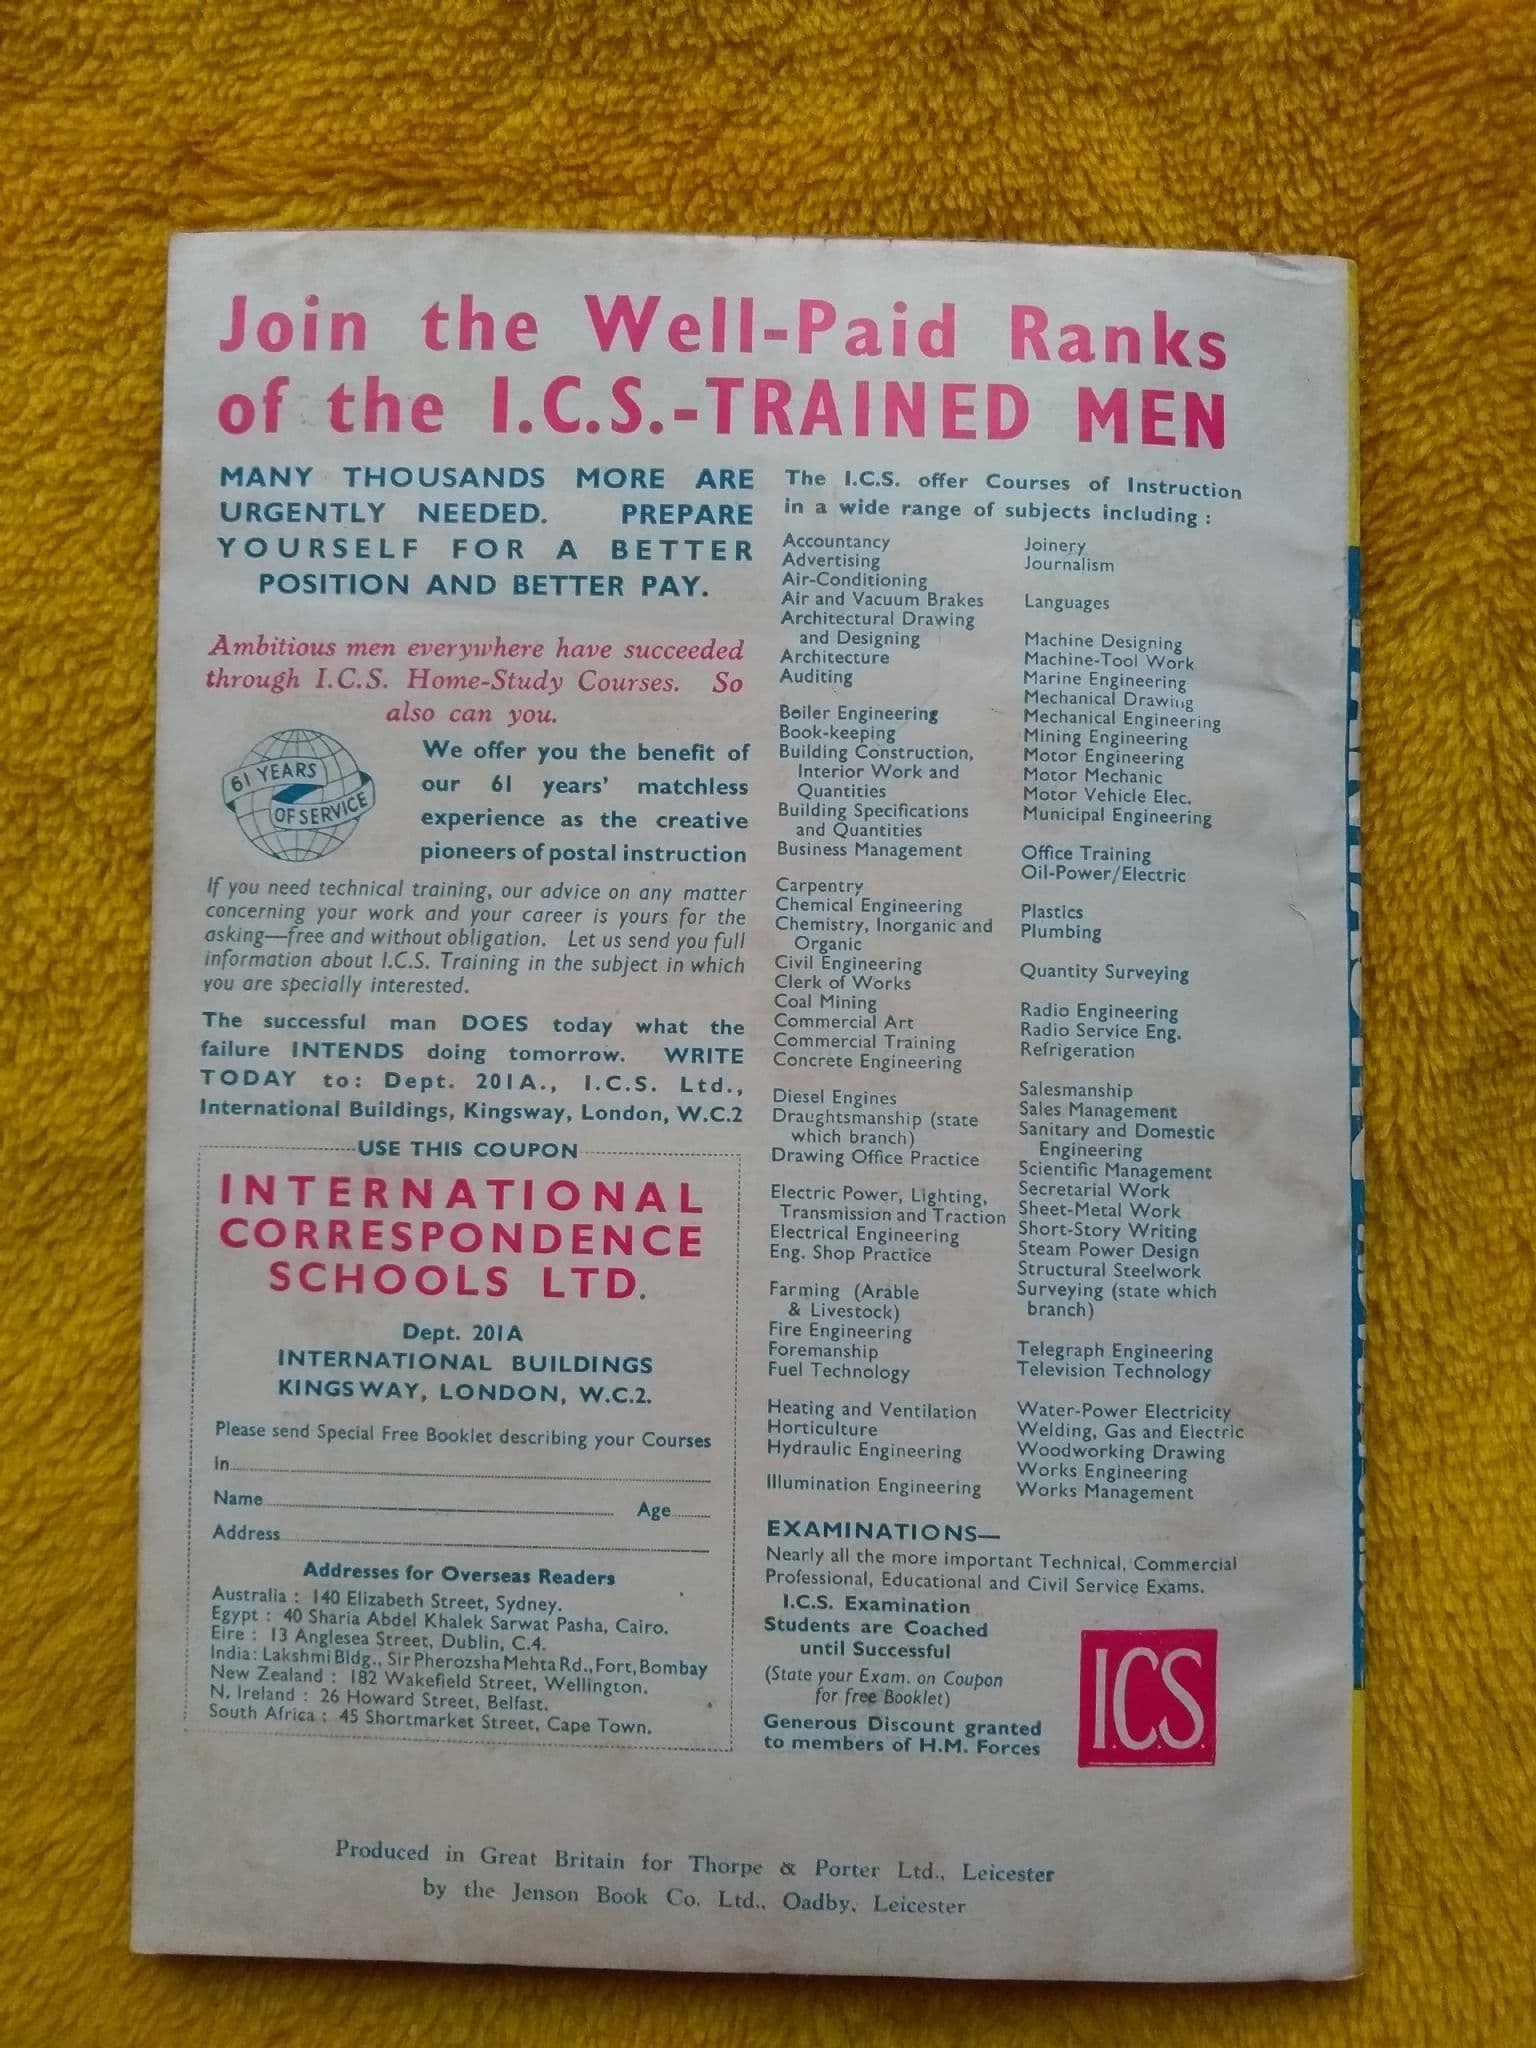 Join the Well-Paid Ranks
of the I.C.S.-TRAINED MEN
MANY THOUSANDS MORE ARE
URGENTLY NEEDED. PREPARE
YOURSELF FOR A BETTER
POSITION AND BETTER PAY.
Ambitious men everywhere have succeeded
through I.C.S. Home-Study Courses. So
also can you.
61 YEARS
OF SERVICE
We offer you the benefit of
our 61 years' matchless
experience as the creative
pioneers of postal instruction
If you need technical training, our advice on any matter
concerning your work and your career is yours for the
asking—free and without obligation. Let us send you full
information about I.C.S. Training in the subject in which
you are specially interested.
The successful man DOES today what the
failure INTENDS doing tomorrow. WRITE
TODAY to: Dept. 201A., I.C.S. Ltd.,
International Buildings, Kingsway, London, W.C.2
USE THIS COUPON
INTERNATIONAL
CORRESPONDENCE
SCHOOLS LTD.
Dept. 201A
INTERNATIONAL BUILDINGS
KINGSWAY, LONDON, W.C.2.
Please send Special Free Booklet describing your Courses
In
Name Age
Address
Addresses for Overseas Readers
Australia : 140 Elizabeth Street, Sydney.
Egypt : 40 Sharia Abdel Khalek Sarwat Pasha, Cairo.
Eire : 13 Anglesea Street, Dublin, C.4.
India: Lakshmi Bldg., Sir Pherozsha Mehta Rd., Fort, Bombay
New Zealand : 182 Wakefield Street, Wellington.
N. Ireland : 26 Howard Street, Belfast.
South Africa : 45 Shortmarket Street, Cape Town.
The I.C.S. offer Courses of Instruction
in a wide range of subjects including :
Accountancy
Advertising
Air-Conditioning
Air and Vacuum Brakes
Architectural Drawing
and Designing
Architecture
Auditing
Boiler Engineering
Book-keeping
Building Construction,
Interior Work and
Quantities
Building Specifications
and Quantities
Business Management
Carpentry
Chemical Engineering
Chemistry, Inorganic and
Organic
Civil Engineering
Clerk of Works
Coal Mining
Commercial Art
Commercial Training
Concrete Engineering
Diesel Engines
Draughtsmanship (state
which branch)
Drawing Office Practice
Electric Power, Lighting,
Transmission and Traction
Electrical Engineering
Eng. Shop Practice
Farming (Arable
& Livestock)
Fire Engineering
Foremanship
Fuel Technology
Heating and Ventilation
Horticulture
Hydraulic Engineering
Illumination Engineering
Joinery
Journalism
Languages
Machine Designing
Machine-Tool Work
Marine Engineering
Mechanical Drawing
Mechanical Engineering
Mining Engineering
Motor Engineering
Motor Mechanic
Motor Vehicle Elec.
Municipal Engineering
Office Training
Oil-Power/Electric
Plastics
Plumbing
Quantity Surveying
Radio Engineering
Radio Service Eng.
Refrigeration
Salesmanship
Sales Management
Sanitary and Domestic
Engineering
Scientific Management
Secretarial Work
Sheet-Metal Work
Short-Story Writing
Steam Power Design
Structural Steelwork
Surveying (state which
branch)
Telegraph Engineering
Television Technology
Water-Power Electricity
Welding, Gas and Electric
Woodworking Drawing
Works Engineering
Works Management
EXAMINATIONS—
Nearly all the more important Technical, Commercial
Professional, Educational and Civil Service Exams.
I.C.S. Examination
Students are Coached
until Successful
(State your Exam. on Coupon
for free Booklet)
Generous Discount granted
to members of H.M. Forces
I.C.S.
Produced in Great Britain for Thorpe & Porter Ltd., Leicester
by the Jenson Book Co. Ltd., Oadby, Leicester